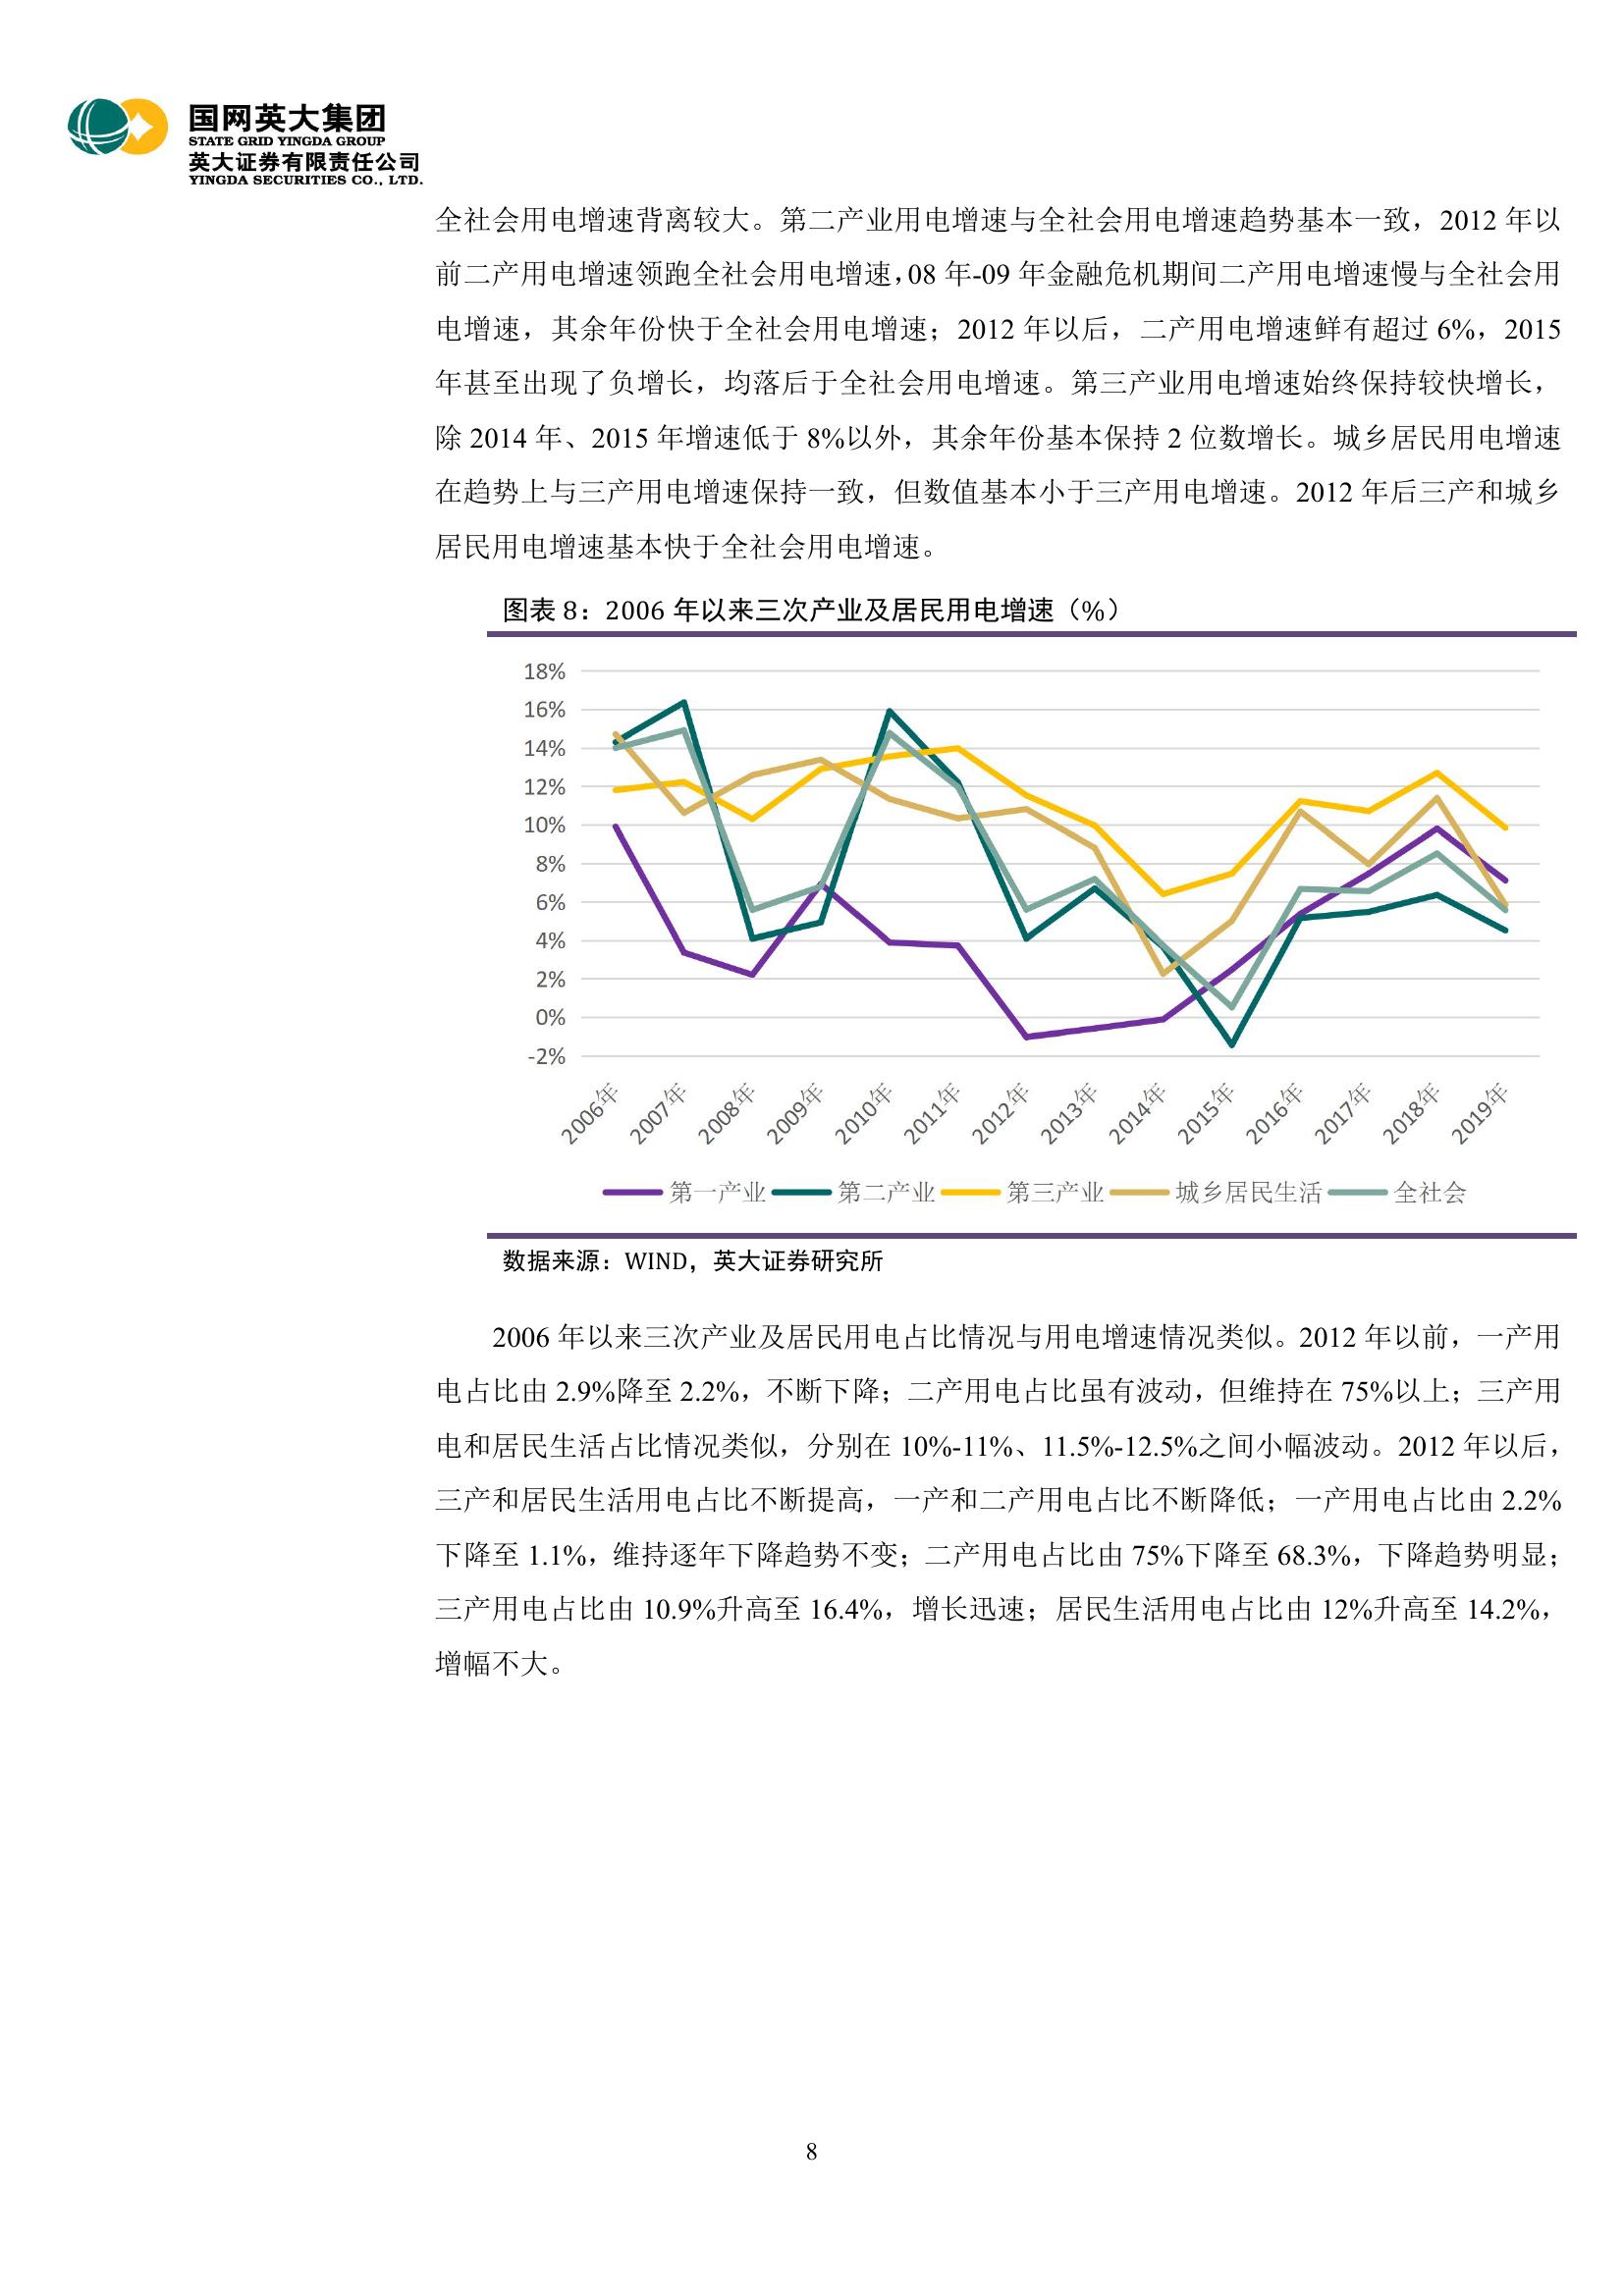 国网英大集团
STATE GRID YINGDA GROUP
英大证券有限责任公司
YINGDA SECURITIES CO., LTD.
全社会用电增速背离较大。第二产业用电增速与全社会用电增速趋势基本一致，2012 年以
前二产用电增速领跑全社会用电增速，08 年-09 年金融危机期间二产用电增速慢与全社会用
电增速，其余年份快于全社会用电增速；2012 年以后，二产用电增速鲜有超过 6%，2015
年甚至出现了负增长，均落后于全社会用电增速。第三产业用电增速始终保持较快增长，
除 2014 年、2015 年增速低于 8%以外，其余年份基本保持 2 位数增长。城乡居民用电增速
在趋势上与三产用电增速保持一致，但数值基本小于三产用电增速。2012 年后三产和城乡
居民用电增速基本快于全社会用电增速。
图表 8：2006 年以来三次产业及居民用电增速（%）
18%
16%
14%
12%
10%
8%
6%
4%
2%
0%
-2%
2006年 2007年 2008年 2009年 2010年 2011年 2012年 2013年 2014年 2015年 2016年 2017年 2018年 2019年
第一产业 第二产业 第三产业 城乡居民生活 全社会
数据来源：WIND，英大证券研究所
2006 年以来三次产业及居民用电占比情况与用电增速情况类似。2012 年以前，一产用
电占比由 2.9%降至 2.2%，不断下降；二产用电占比虽有波动，但维持在 75%以上；三产用
电和居民生活占比情况类似，分别在 10%-11%、11.5%-12.5%之间小幅波动。2012 年以后，
三产和居民生活用电占比不断提高，一产和二产用电占比不断降低；一产用电占比由 2.2%
下降至 1.1%，维持逐年下降趋势不变；二产用电占比由 75%下降至 68.3%，下降趋势明显；
三产用电占比由 10.9%升高至 16.4%，增长迅速；居民生活用电占比由 12%升高至 14.2%，
增幅不大。
8